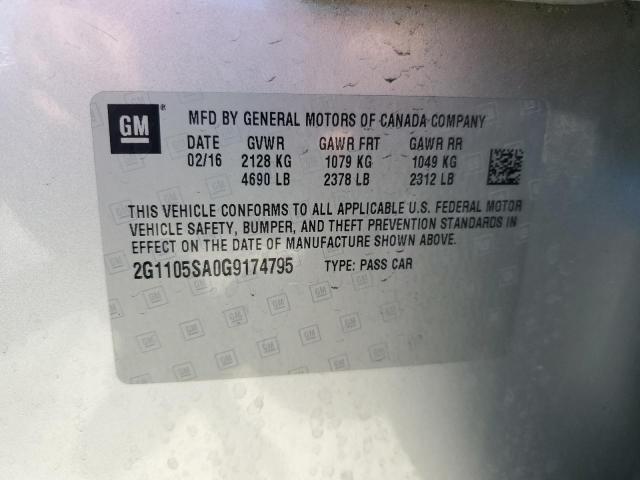 GM®
MFD BY GENERAL MOTORS OF CANADA COMPANY
DATE GVWR GAWR FRT GAWR RR
02/16 2128 KG 1079 KG 1049 KG
4690 LB 2378 LB 2312 LB
THIS VEHICLE CONFORMS TO ALL APPLICABLE U.S. FEDERAL MOTOR
VEHICLE SAFETY, BUMPER, AND THEFT PREVENTION STANDARDS IN
EFFECT ON THE DATE OF MANUFACTURE SHOWN ABOVE.
2G1105SA0G9174795 TYPE: PASS CAR